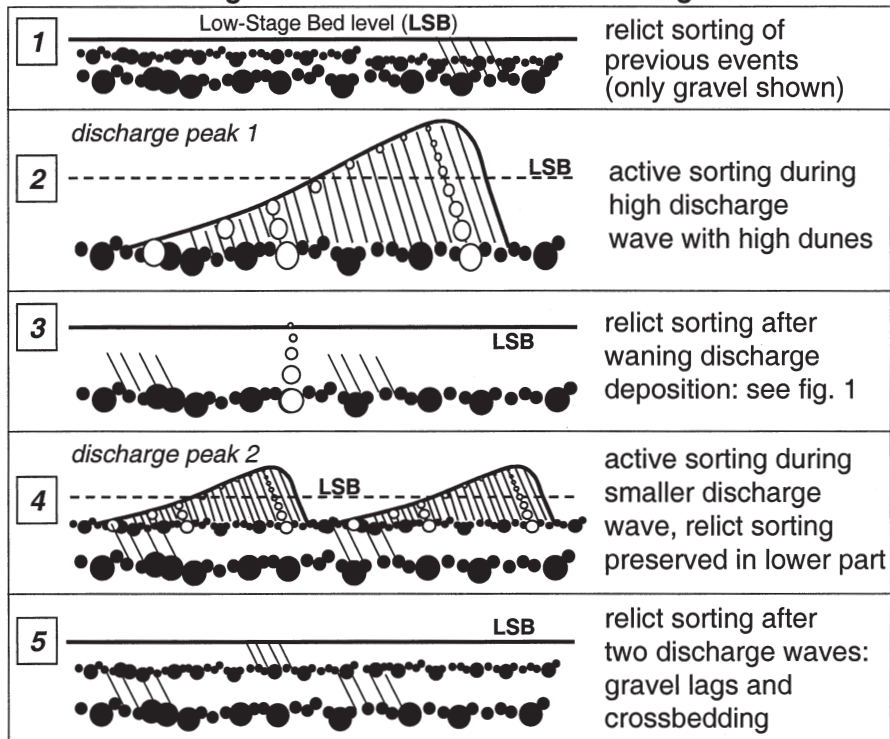 1
Low-Stage Bed level (LSB)
relict sorting of
previous events
(only gravel shown)
discharge peak 1
2
LSB
active sorting during
high discharge
wave with high dunes
3
LSB
relict sorting after
waning discharge
deposition: see fig. 1
discharge peak 2
4
LSB
active sorting during
smaller discharge
wave, relict sorting
preserved in lower part
5
LSB
relict sorting after
two discharge waves:
gravel lags and
crossbedding